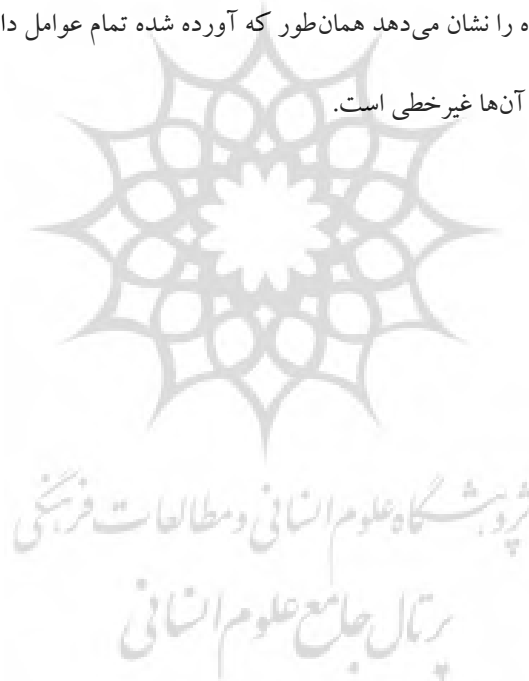 ه را نشان می‌دهد همان‌طور که آورده شده تمام عوامل دا
آن‌ها غیرخطی است.
پژوهشگاه علوم انسانی و مطالعات فرهنگی
پرتال جامع علوم انسانی